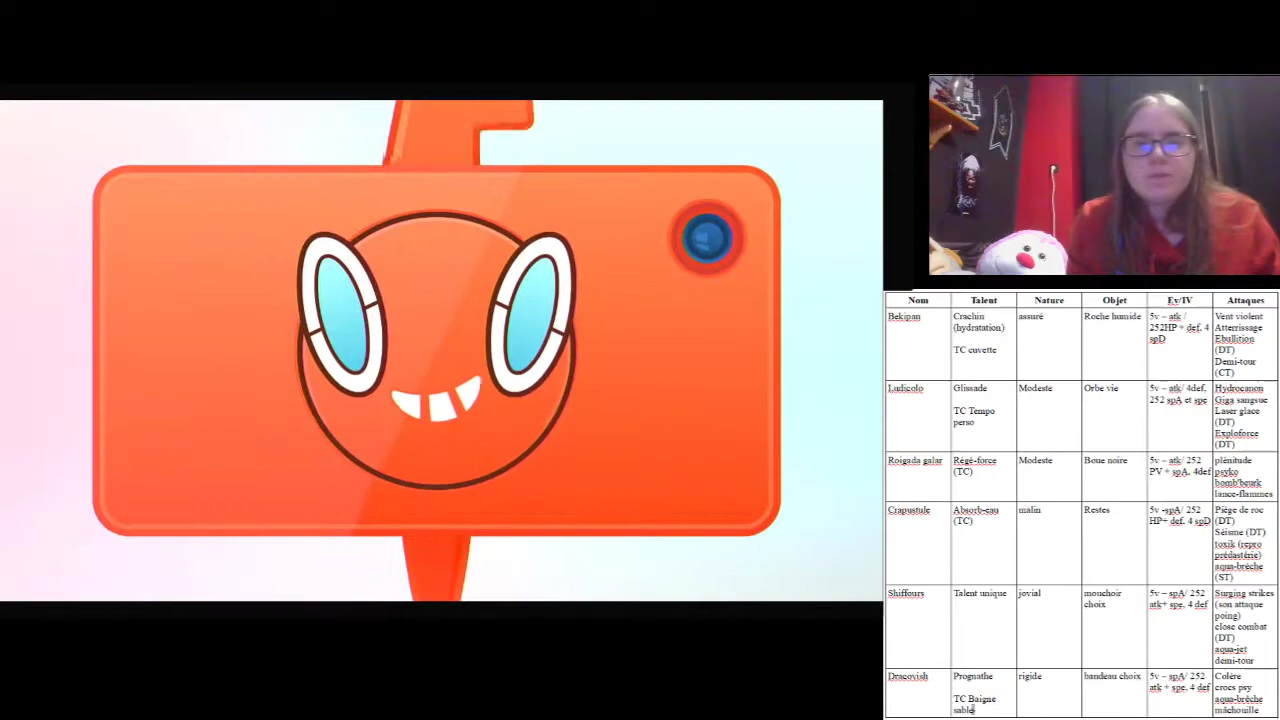 Nom Talent Nature Objet Ev/IV Attaques
Bekipan Crachin assuré Roche humide 5v – atk / Vent violent
(hydratation) 252HP + def. 4 Atterrissage
spD Ebullition
TC cuvette (DT)
Demi-tour
(CT)
Ludicolo Glissade Modeste Orbe vie 5v – atk/ 4def. Hydrocanon
252 spA et spe Giga sangsue
TC Tempo Laser glace
perso (DT)
Exploforce
(DT)
Roigada galar Régé-force Modeste Boue noire 5v – atk/ 252 plénitude
(TC) PV + spA. 4def psyko
bomb'beurk
lance-flammes
Crapustule Absorb-eau malin Restes 5v -spA/ 252 Piège de roc
(TC) HP+ def. 4 spD (DT)
Séisme (DT)
toxik (repro
prédastérie)
aqua-brèche
(ST)
Shiffours Talent unique jovial mouchoir 5v – spA/ 252 Surging strikes
choix atk+ spe. 4 def (son attaque
poing)
close combat
(DT)
aqua-jet
demi-tour
Dracovish Prognathe rigide bandeau choix 5v – spA/ 252 Colère
atk + spe. 4 def crocs psy
TC Baigne aqua-brêche
sable mâchouille